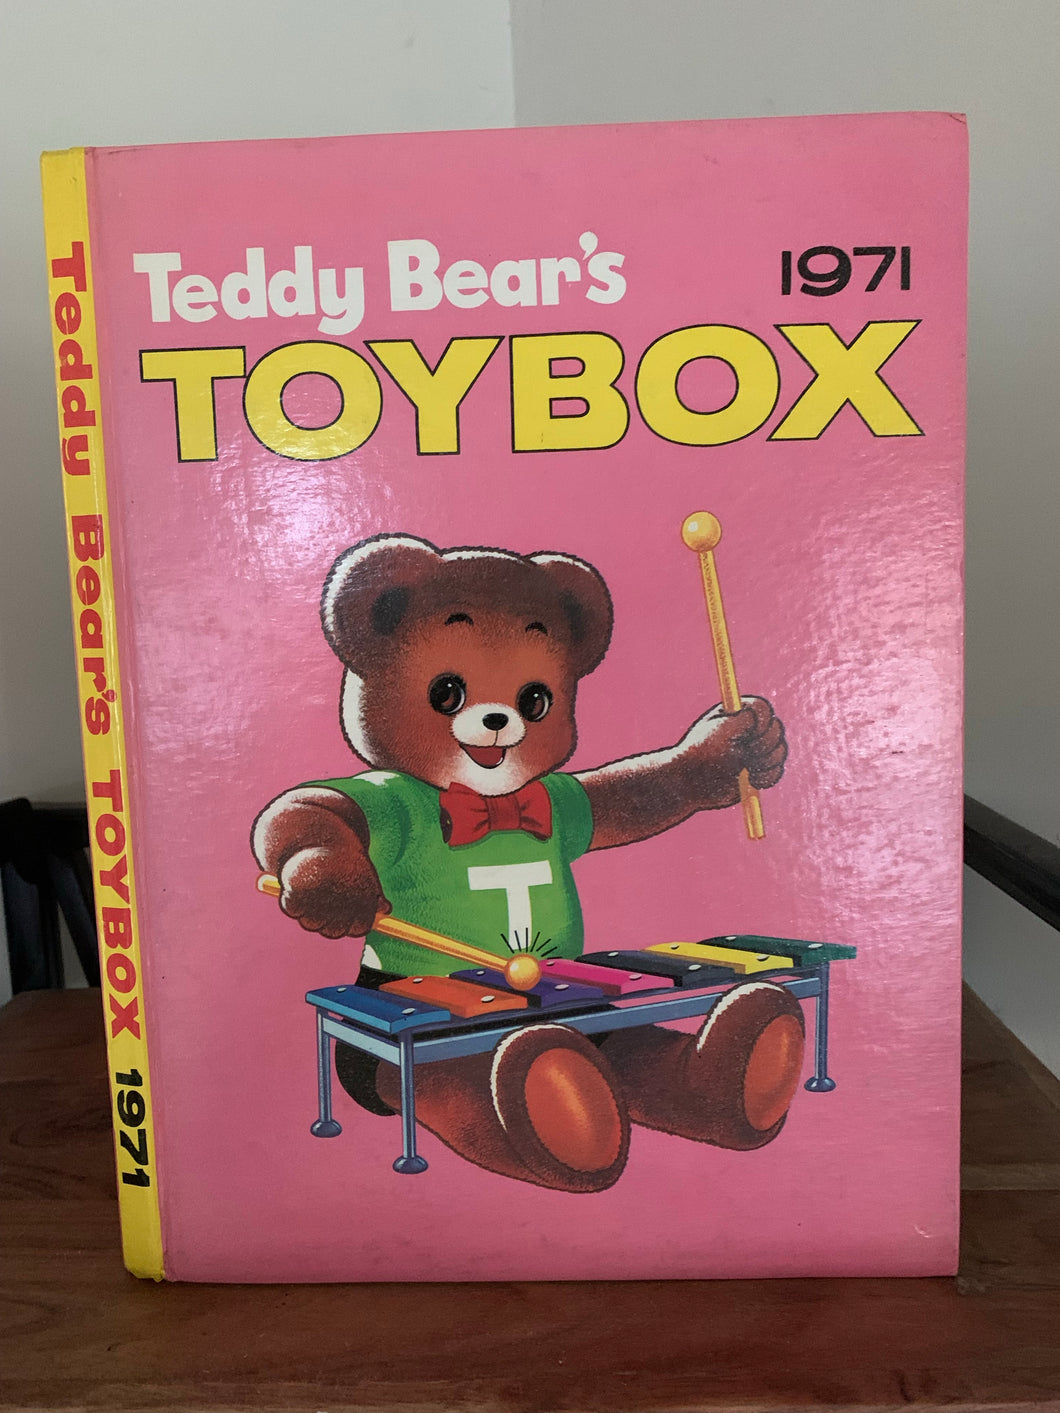 Teddy Bear's
1971
TOYBOX
T
Teddy Bear's TOYBOX 1971